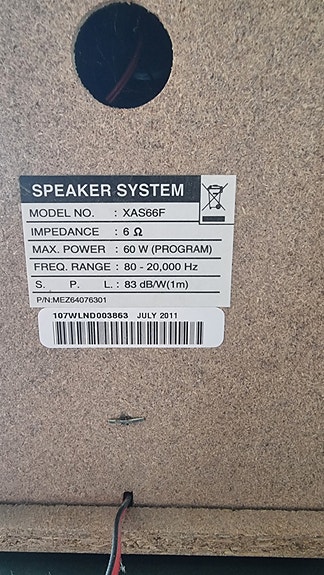 SPEAKER SYSTEM
MODEL NO. : XAS66F
IMPEDANCE : 6 Ω
MAX. POWER : 60 W (PROGRAM)
FREQ. RANGE : 80 - 20,000 Hz
S. P. L. : 83 dB/W(1m)
P/N:MEZ64076301
107WLND003863 JULY 2011